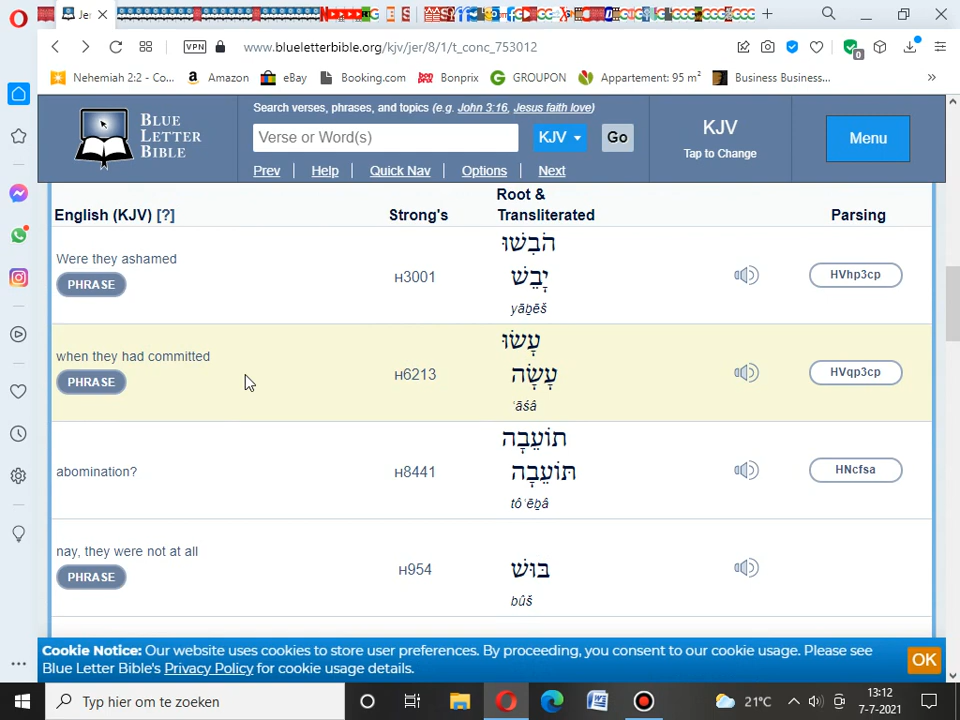 Jer
VPN
www.blueletterbible.org/kjv/jer/8/1/t_conc_753012
Nehemiah 2:2 - Co...
Amazon
eBay
Booking.com
Bonprix
GROUPON
Appartement: 95 m²
Business Business...
»
BLUE
LETTER
BIBLE
Search verses, phrases, and topics (e.g. John 3:16, Jesus faith love)
Verse or Word(s)
KJV
Go
Prev | Help | Quick Nav | Options | Next
KJV
Tap to Change
Menu
English (KJV) [?]
Strong's
Root &
Transliterated
Parsing
Were they ashamed
PHRASE
H3001
הֹבִשׁוּ
יָבֵשׁ
yāḇēš
HVhp3cp
when they had committed
PHRASE
H6213
עָשׂוּ
עָשָׂה
ʿāśâ
HVqp3cp
abomination?
H8441
תוֹעֵבָה
תּוֹעֵבָה
tôʿēḇâ
HNcfsa
nay, they were not at all
PHRASE
H954
בּוּשׁ
bûš
Cookie Notice: Our website uses cookies to store user preferences. By proceeding, you consent to our cookie usage. Please see
Blue Letter Bible's Privacy Policy for cookie usage details.
OK
Typ hier om te zoeken
21°C
13:12
7-7-2021